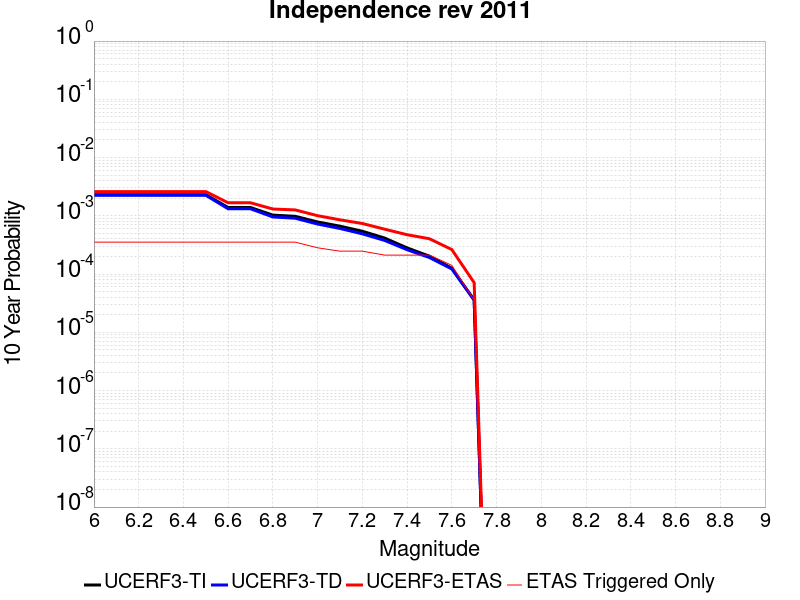 Independence rev 2011
10^0
10^-1
10^-2
10^-3
10^-4
10^-5
10^-6
10^-7
10^-8
10 Year Probability
6 6.2 6.4 6.6 6.8 7 7.2 7.4 7.6 7.8 8 8.2 8.4 8.6 8.8 9
Magnitude
UCERF3-TI UCERF3-TD UCERF3-ETAS ETAS Triggered Only